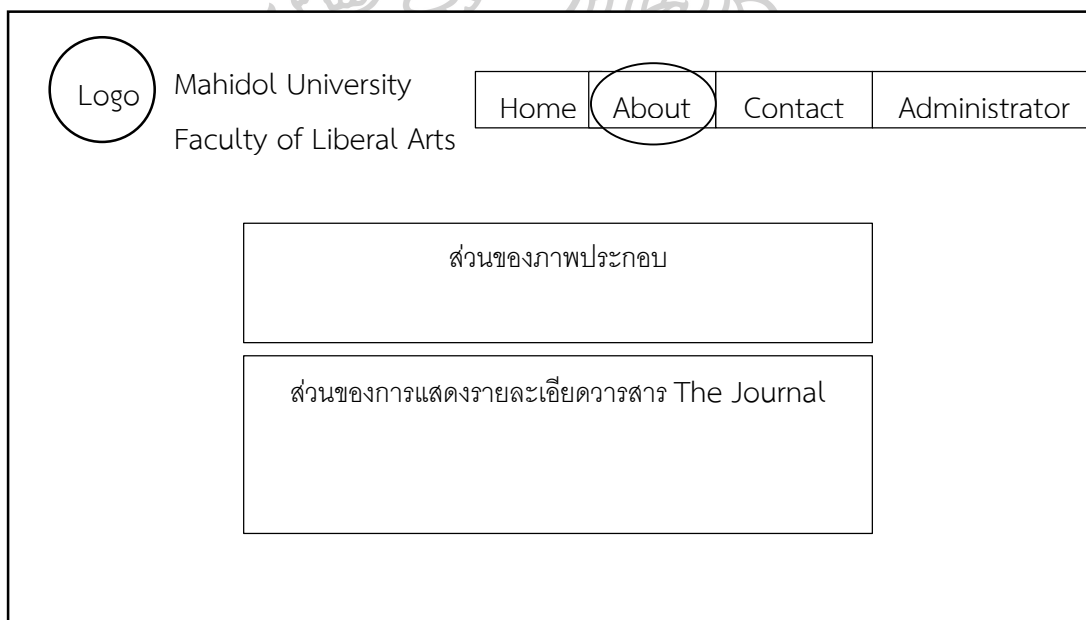 Logo
Mahidol University
Faculty of Liberal Arts
Home About Contact Administrator
ส่วนของภาพประกอบ
ส่วนของการแสดงรายละเอียดวารสาร The Journal